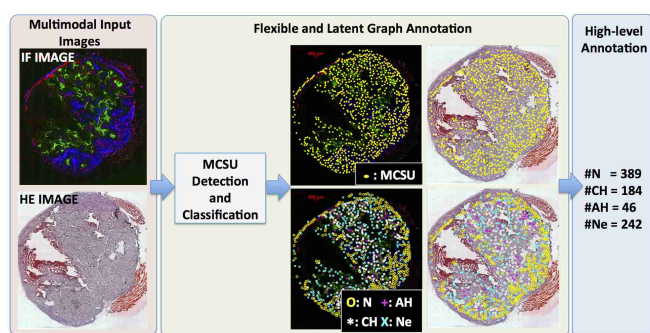 Multimodal Input
Images
IF IMAGE
HE IMAGE
MCSU
Detection
and
Classification
Flexible and Latent Graph Annotation
: MCSU
O: N +: AH
*: CH X: Ne
High-level
Annotation
#N = 389
#CH = 184
#AH = 46
#Ne = 242